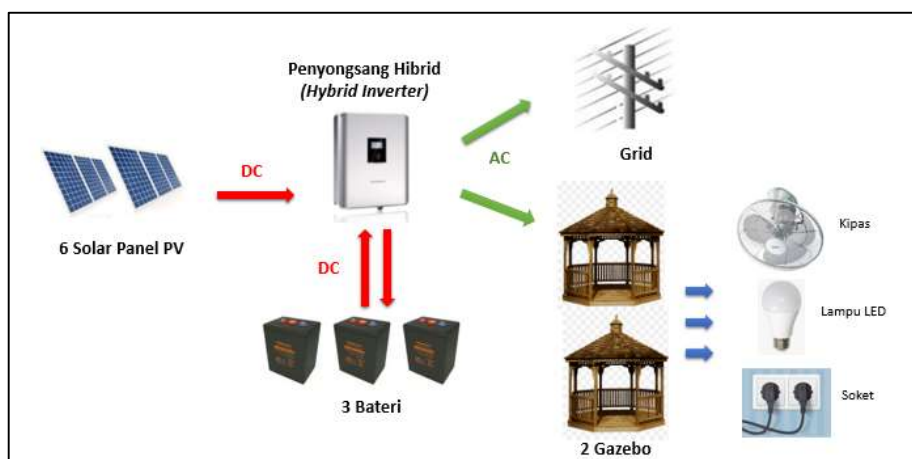 Penyongsang Hibrid
(Hybrid Inverter)
DC
AC
Grid
6 Solar Panel PV
DC
3 Bateri
2 Gazebo
Kipas
Lampu LED
Soket